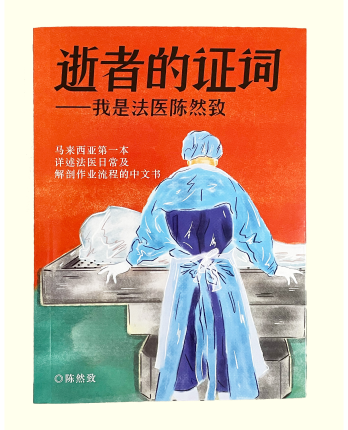 逝者的证词
——我是法医陈然致
马来西亚第一本
详述法医日常及
解剖作业流程的中文书
◎陈然致